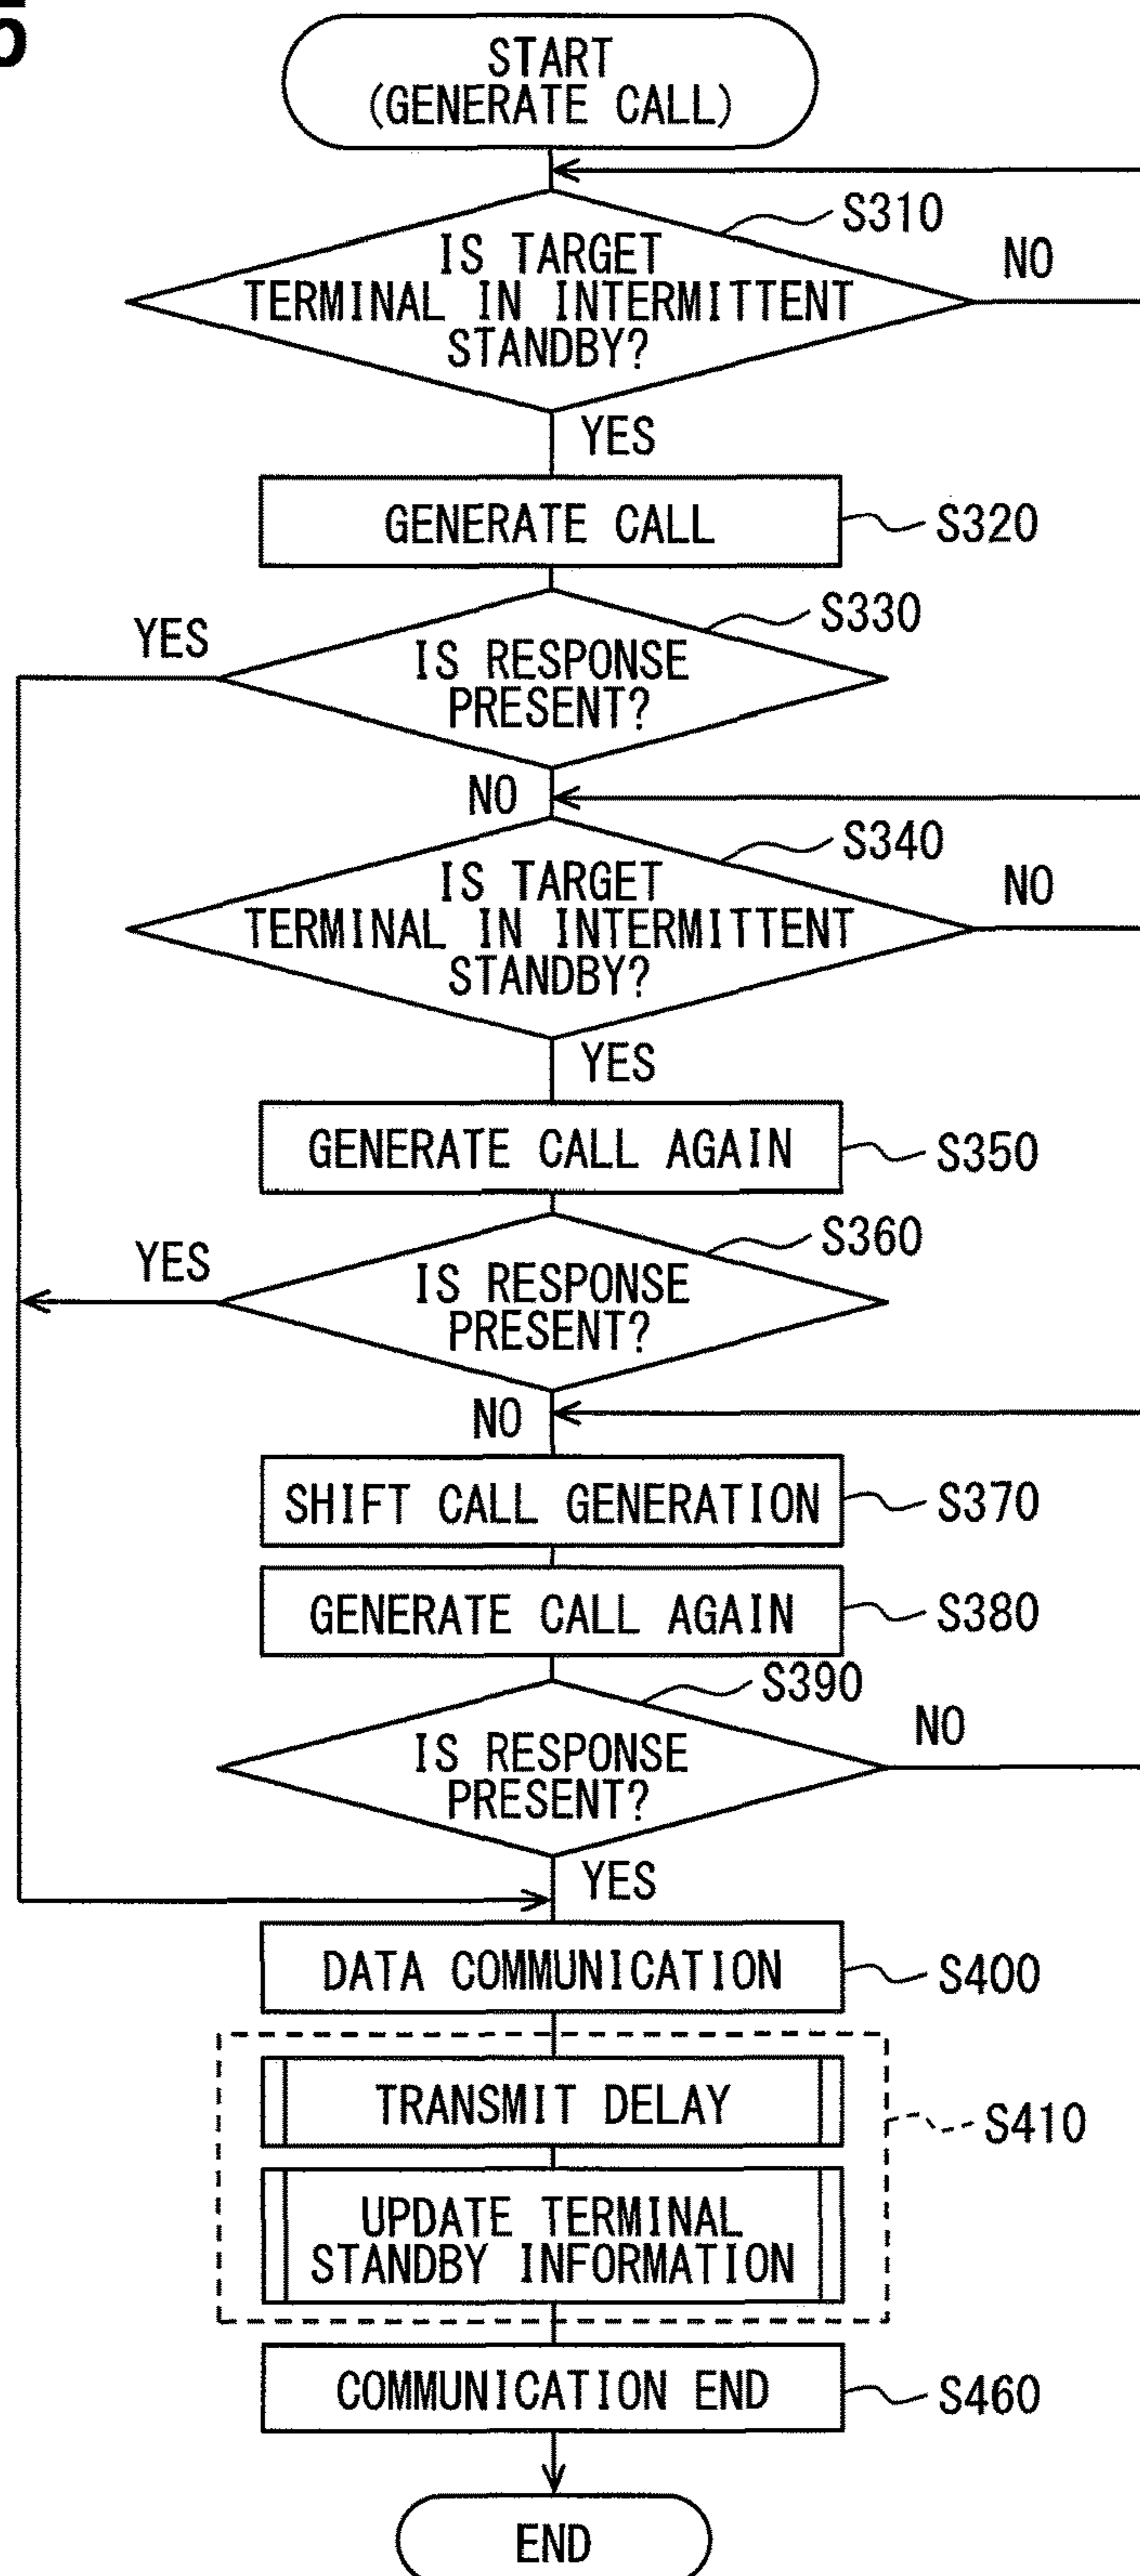 START
(GENERATE CALL)
S310
IS TARGET
TERMINAL IN INTERMITTENT
STANDBY?
NO
YES
GENERATE CALL
S320
S330
YES
IS RESPONSE
PRESENT?
NO
S340
IS TARGET
TERMINAL IN INTERMITTENT
STANDBY?
NO
YES
GENERATE CALL AGAIN
S350
S360
YES
IS RESPONSE
PRESENT?
NO
SHIFT CALL GENERATION
S370
GENERATE CALL AGAIN
S380
S390
IS RESPONSE
PRESENT?
NO
YES
DATA COMMUNICATION
S400
TRANSMIT DELAY
S410
UPDATE TERMINAL
STANDBY INFORMATION
COMMUNICATION END
S460
END